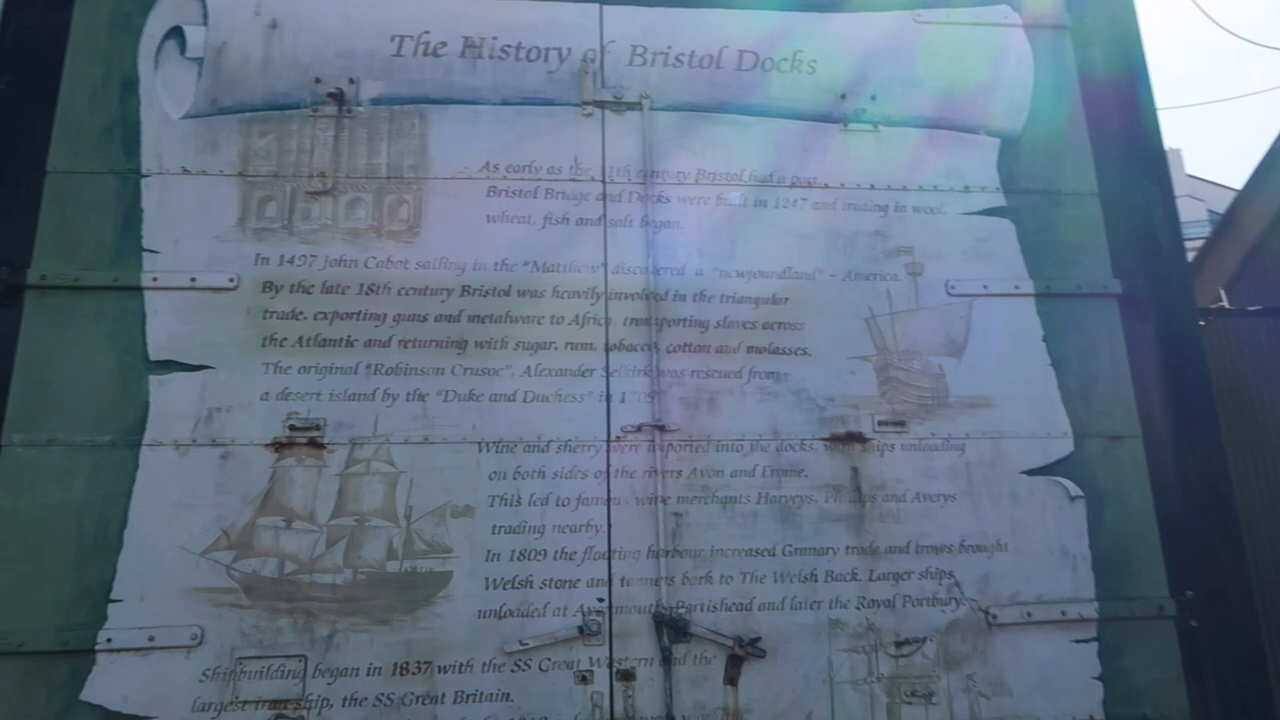 The History of Bristol Docks
As early as the 11th century Bristol had a port.
Bristol Bridge and Docks were built in 1247 and trading in wool,
wheat, fish and salt began.
In 1497 John Cabot sailing in the "Matthew" discovered a "newfoundland" - America.
By the late 18th century Bristol was heavily involved in the triangular
trade, exporting guns and metalware to Africa, transporting slaves across
the Atlantic and returning with sugar, rum, tobacco, cotton and molasses.
The original "Robinson Crusoe", Alexander Selkirk was rescued from
a desert island by the "Duke and Duchess" in
Wine and sherry were imported into the docks, with ships unloading
on both sides of the rivers Avon and Frome.
This led to famous wine merchants Harveys, and Averys
trading nearby.
In 1809 the floating harbour increased Granary trade and trows brought
Welsh stone and tanners bark to The Welsh Back. Larger ships
unloaded at Avonmouth, Portishead and later the Royal Portbury.
Shipbuilding began in 1837 with the SS Great Western and the
largest iron ship, the SS Great Britain.